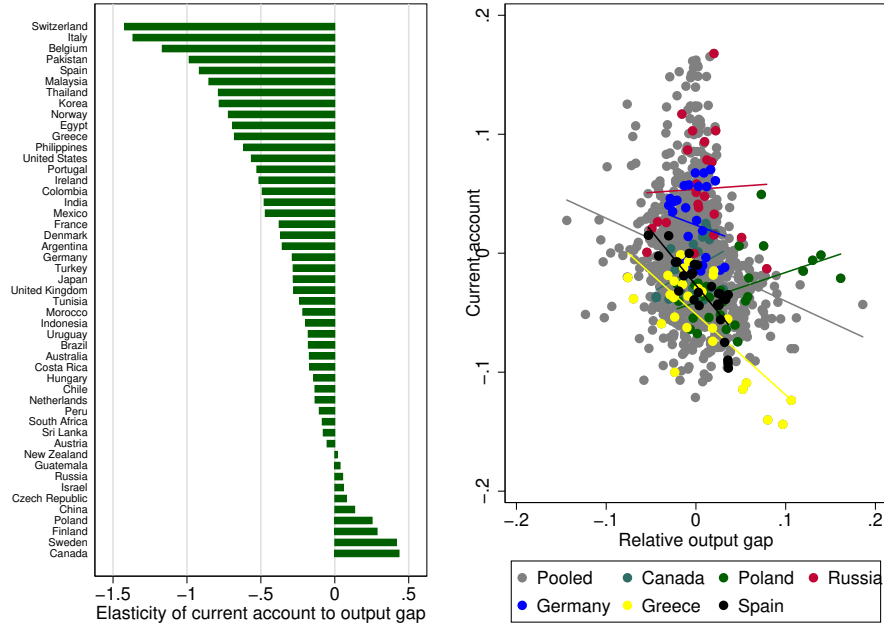 Switzerland
Italy
Belgium
Pakistan
Spain
Malaysia
Thailand
Korea
Norway
Egypt
Greece
Philippines
United States
Portugal
Ireland
Colombia
India
Mexico
France
Denmark
Argentina
Germany
Turkey
Japan
United Kingdom
Tunisia
Morocco
Indonesia
Uruguay
Brazil
Australia
Costa Rica
Hungary
Chile
Netherlands
Peru
South Africa
Sri Lanka
Austria
New Zealand
Guatemala
Russia
Israel
Czech Republic
China
Poland
Finland
Sweden
Canada
−1.5 −1 −.5 0 .5
Elasticity of current account to output gap
.2
.1
0
−.1
−.2
Current account
−.2 −.1 0 .1 .2
Relative output gap
Pooled Canada Poland Russia
Germany Greece Spain